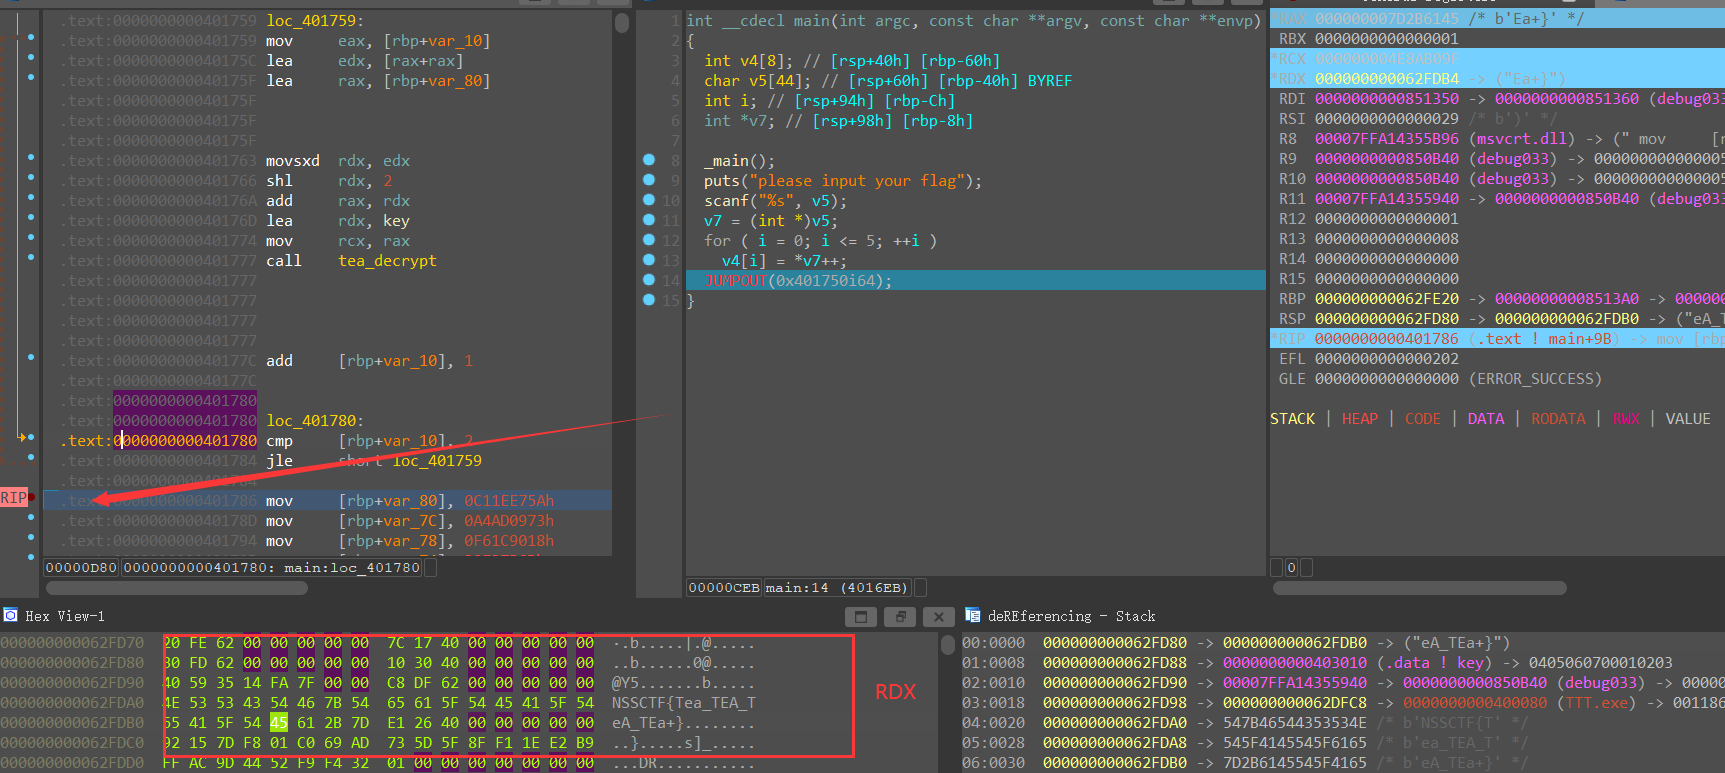 .text:0000000000401759 loc_401759:
.text:0000000000401759 mov eax, [rbp+var_10]
.text:000000000040175C lea edx, [rax+rax]
.text:000000000040175F lea rax, [rbp+var_80]
.text:000000000040175F
.text:000000000040175F
.text:000000000040175F
.text:0000000000401763 movsxd rdx, edx
.text:0000000000401766 shl rdx, 2
.text:000000000040176A add rax, rdx
.text:000000000040176D lea rdx, key
.text:0000000000401774 mov rcx, rax
.text:0000000000401777 call tea_decrypt
.text:0000000000401777
.text:0000000000401777
.text:0000000000401777
.text:0000000000401777
.text:000000000040177C add [rbp+var_10], 1
.text:000000000040177C
.text:0000000000401780
.text:0000000000401780 loc_401780:
.text:0000000000401780 cmp [rbp+var_10], 2
.text:0000000000401784 jle short loc_401759
.text:0000000000401784
RIP .text:0000000000401786 mov [rbp+var_80], 0C11EE75Ah
.text:000000000040178D mov [rbp+var_7C], 0A4AD0973h
.text:0000000000401794 mov [rbp+var_78], 0F61C9018h
00000D80 0000000000401780: main:loc_401780
1 int __cdecl main(int argc, const char **argv, const char **envp)
2 {
3 int v4[8]; // [rsp+40h] [rbp-60h]
4 char v5[44]; // [rsp+60h] [rbp-40h] BYREF
5 int i; // [rsp+94h] [rbp-Ch]
6 int *v7; // [rsp+98h] [rbp-8h]
7
8 _main();
9 puts("please input your flag");
10 scanf("%s", v5);
11 v7 = (int *)v5;
12 for ( i = 0; i <= 5; ++i )
13 v4[i] = *v7++;
14 JUMPOUT(0x401750i64);
15 }
00000CEB main:14 (4016EB)
*RAX 000000007D2B6145 /* b'Ea+}' */
RBX 0000000000000001
*RDX 000000000062FDB4 -> ("Ea+}")
RDI 0000000000851350 -> 0000000000851360 (debug033
RSI 0000000000000029 /* b')' */
R8 00007FFA14355B96 (msvcrt.dll) -> (" mov [r
R9 0000000000850B40 (debug033) -> 000000000000005
R10 0000000000850B40 (debug033) -> 000000000000005
R11 00007FFA14355940 -> 0000000000850B40 (debug033
R12 0000000000000001
R13 0000000000000008
R14 0000000000000000
R15 0000000000000000
RBP 000000000062FE20 -> 00000000008513A0 -> 000000
RSP 000000000062FD80 -> 000000000062FDB0 -> ("eA_T
*RIP 0000000000401786 (.text ! main+9B) -> mov [rbp
EFL 0000000000000202
GLE 0000000000000000 (ERROR_SUCCESS)
STACK | HEAP | CODE | DATA | RODATA | RWX | VALUE
0
Hex View-1
000000000062FD70 20 FE 62 00 00 00 00 00 7C 17 40 00 00 00 00 00 ·.b.....|.@.....
000000000062FD80 B0 FD 62 00 00 00 00 00 10 30 40 00 00 00 00 00 ..b......0@.....
000000000062FD90 40 59 35 14 FA 7F 00 00 C8 DF 62 00 00 00 00 00 @Y5.......b.....
000000000062FDA0 4E 53 53 43 54 46 7B 54 65 61 5F 54 45 41 5F 54 NSSCTF{Tea_TEA_T
000000000062FDB0 65 41 5F 54 45 61 2B 7D E1 26 40 00 00 00 00 00 eA_TEa+}........
000000000062FDC0 92 15 7D F8 01 C0 69 AD 73 5D 5F 8F F1 1E E2 B9 ..}.....s]_.....
000000000062FDD0 FF AC 9D 44 52 F9 F4 32 01 00 00 00 00 00 00 00 ...DR..2........
RDX
deREferencing - Stack
00:0000 000000000062FD80 -> 000000000062FDB0 -> ("eA_TEa+}")
01:0008 000000000062FD88 -> 0000000000403010 (.data ! key) -> 0405060700010203
02:0010 000000000062FD90 -> 00007FFA14355940 -> 0000000000850B40 (debug033) -> 00000
03:0018 000000000062FD98 -> 000000000062DFC8 -> 0000000000400080 (TTT.exe) -> 001186
04:0020 000000000062FDA0 -> 547B46544353534E /* b'NSSCTF{T' */
05:0028 000000000062FDA8 -> 545F4145545F6165 /* b'ea_TEA_T' */
06:0030 000000000062FDB0 -> 7D2B6145545F4165 /* b'eA_TEa+}' */